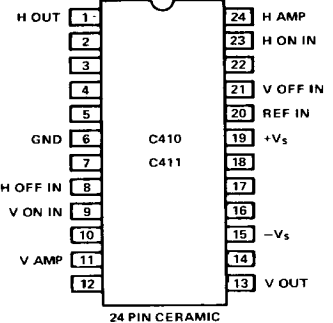 H OUT 1 24 H AMP
2 23 H ON IN
3 22
4 21 V OFF IN
5 20 REF IN
GND 6 C410 19 +Vs
7 C411 18
H OFF IN 8 17
V ON IN 9 16
10 15 −Vs
V AMP 11 14
12 13 V OUT
24 PIN CERAMIC